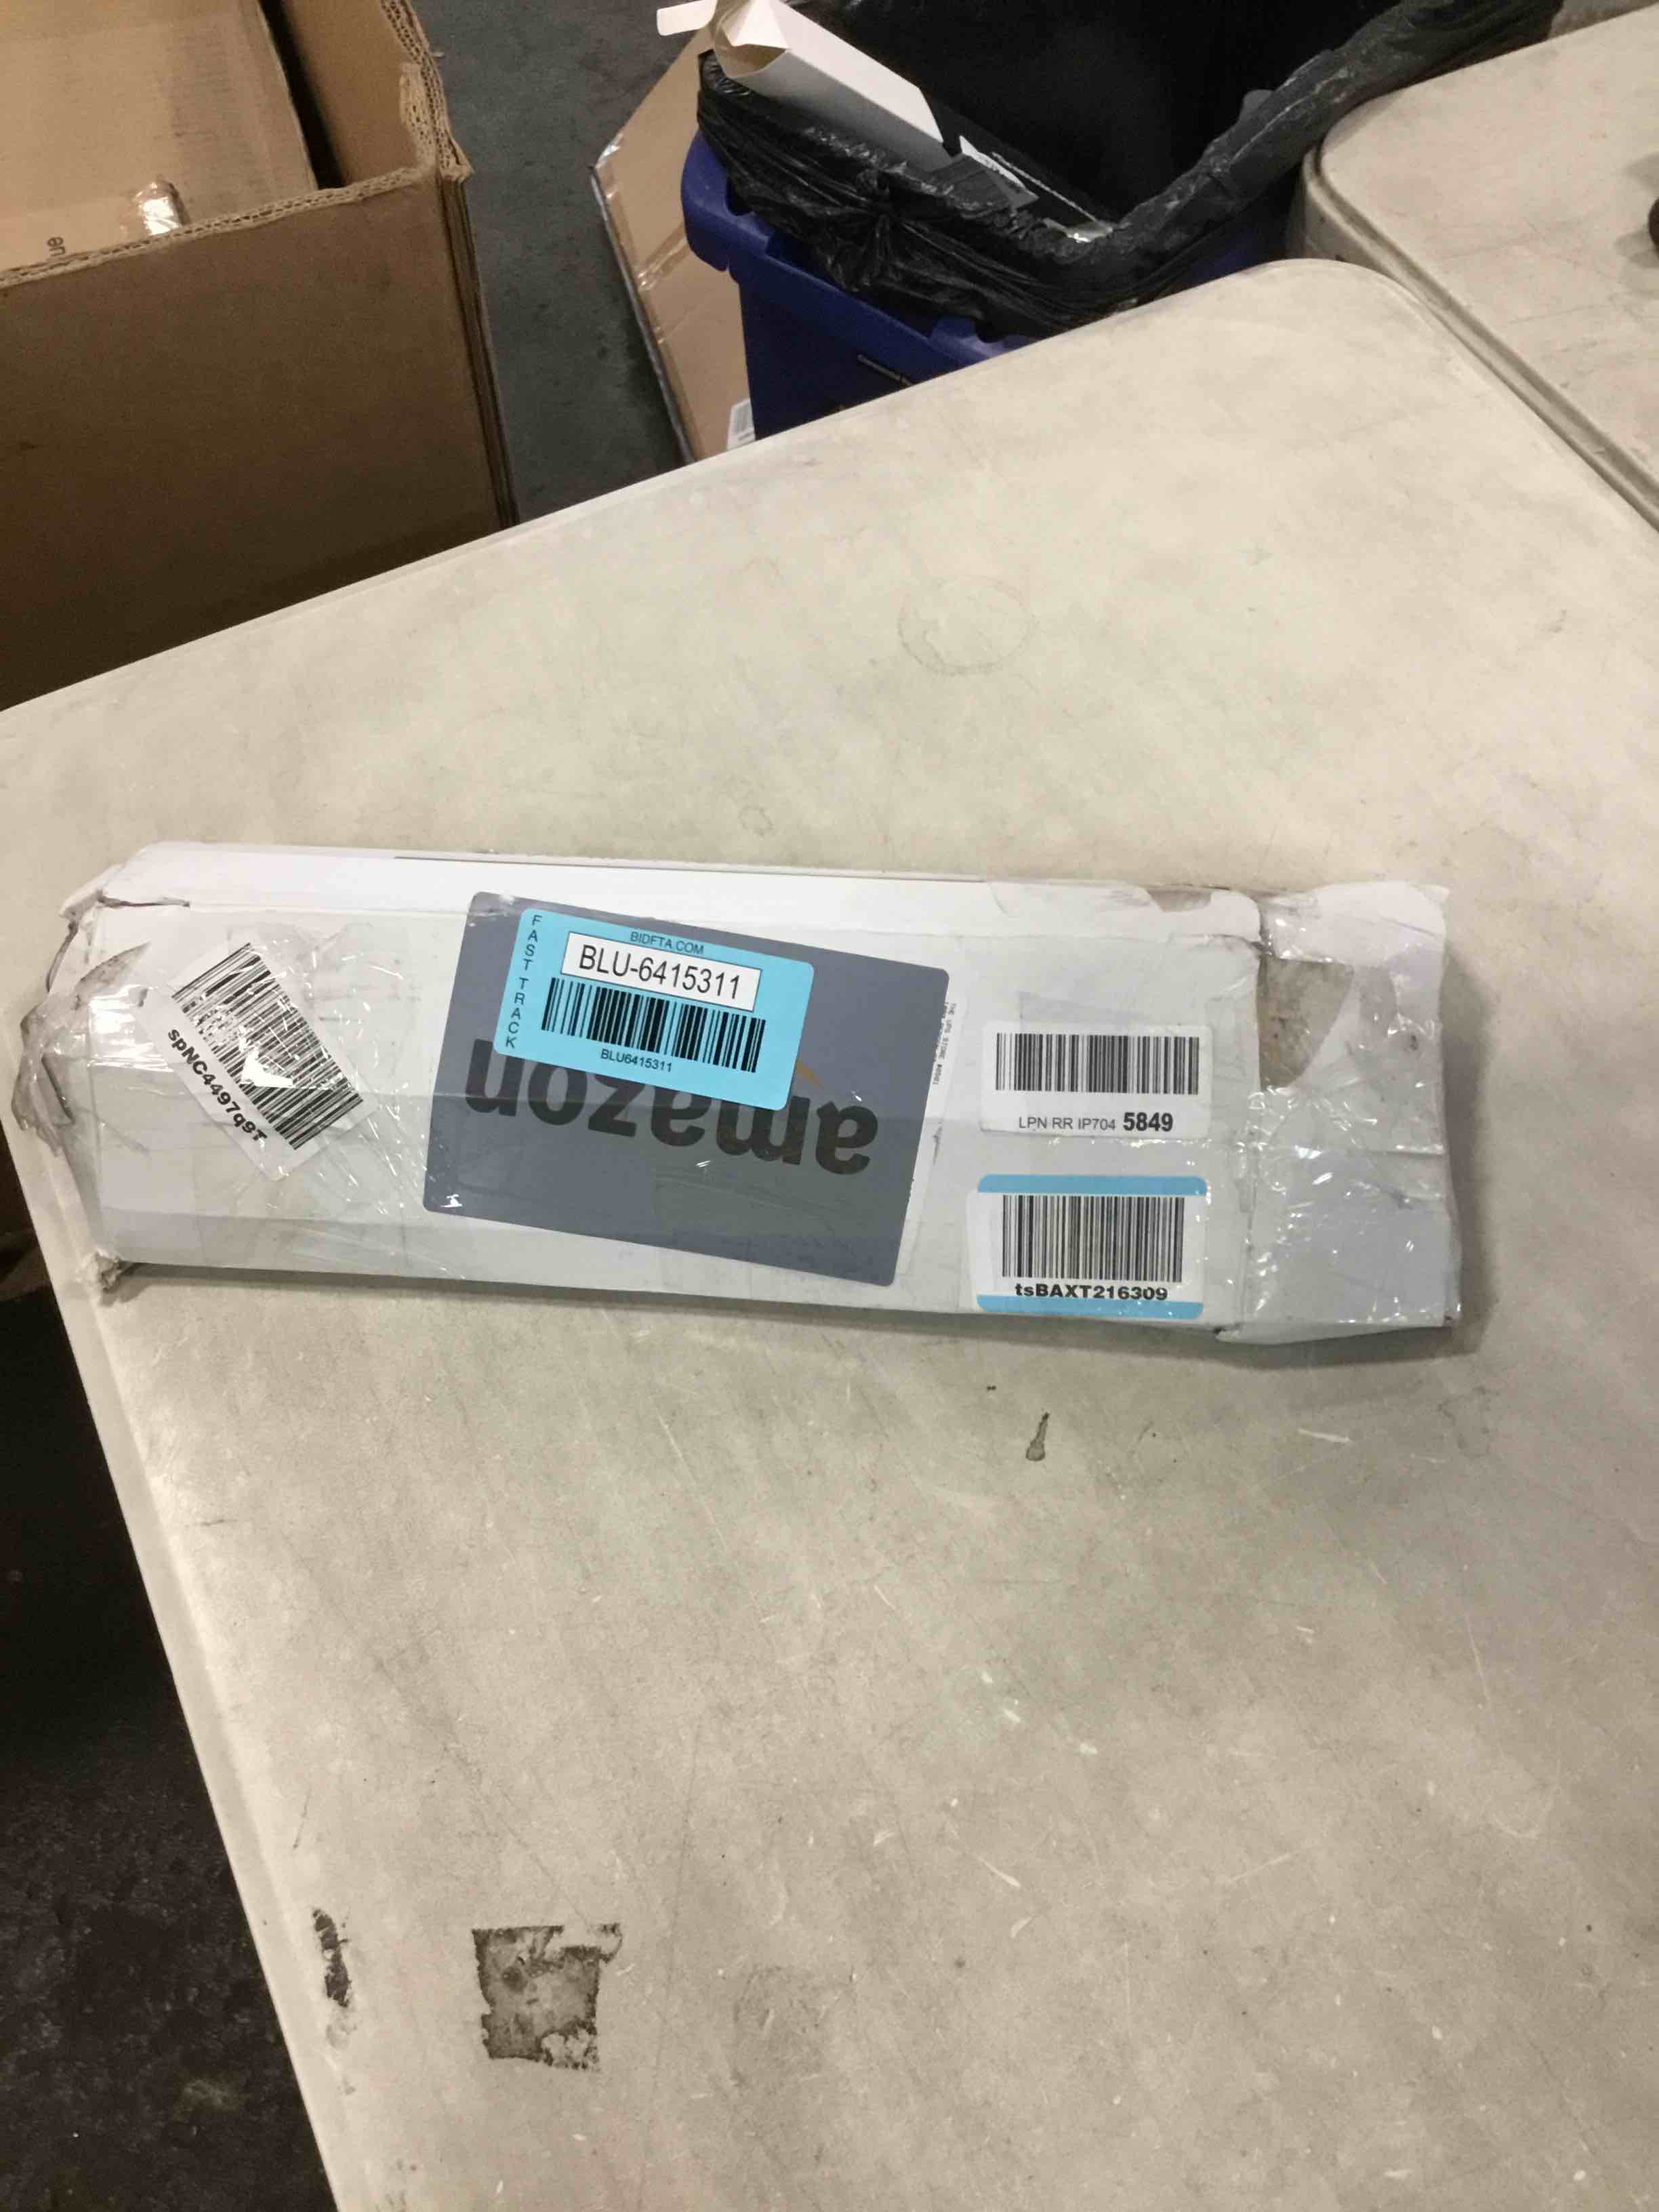 BIDFTA.COM
FAST TRACK
BLU-6415311
BLU6415311
amazon
spNC4497q9T
LPN RR IP704 5849
tsBAXT216309